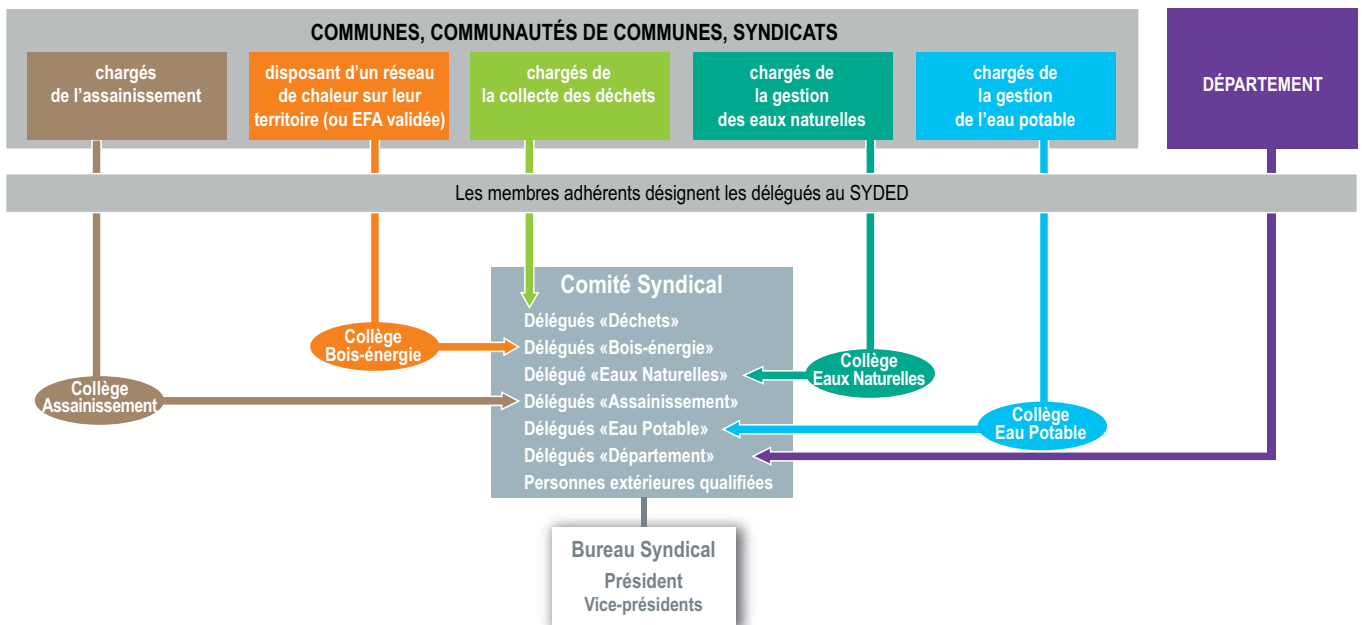 COMMUNES, COMMUNAUTÉS DE COMMUNES, SYNDICATS
chargés
de l'assainissement
disposant d'un réseau
de chaleur sur leur
territoire (ou EFA validée)
chargés de
la collecte des déchets
chargés de
la gestion
des eaux naturelles
chargés de
la gestion
de l'eau potable
DÉPARTEMENT
Les membres adhérents désignent les délégués au SYDED
Comité Syndical
Délégués «Déchets»
Délégués «Bois-énergie»
Délégué «Eaux Naturelles»
Délégués «Assainissement»
Délégués «Eau Potable»
Délégués «Département»
Personnes extérieures qualifiées
Collège
Bois-énergie
Collège
Assainissement
Collège
Eaux Naturelles
Collège
Eau Potable
Bureau Syndical
Président
Vice-présidents